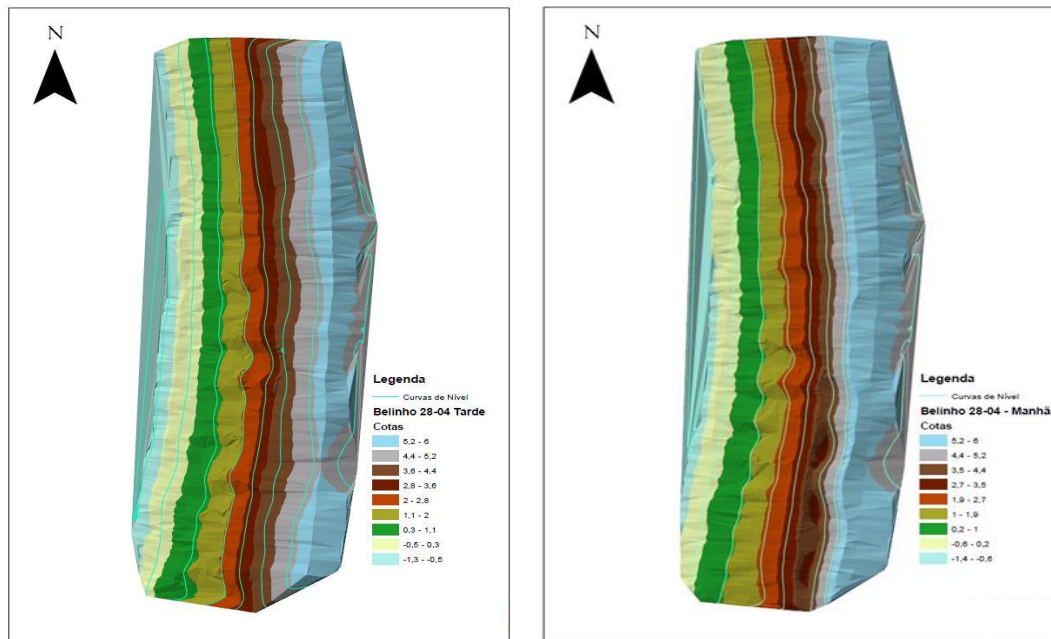 N
Legenda
Curvas de Nível
Belinho 28-04 Tarde
Cotas
5,2 - 6
4,4 - 5,2
3,6 - 4,4
2,8 - 3,6
2 - 2,8
1,1 - 2
0,3 - 1,1
-0,5 - 0,3
-1,3 - -0,5
N
Legenda
Curvas de Nível
Belinho 28-04 - Manhã
Cotas
5,2 - 6
4,4 - 5,2
3,5 - 4,4
2,7 - 3,5
1,9 - 2,7
1 - 1,9
0,2 - 1
-0,6 - 0,2
-1,4 - -0,6